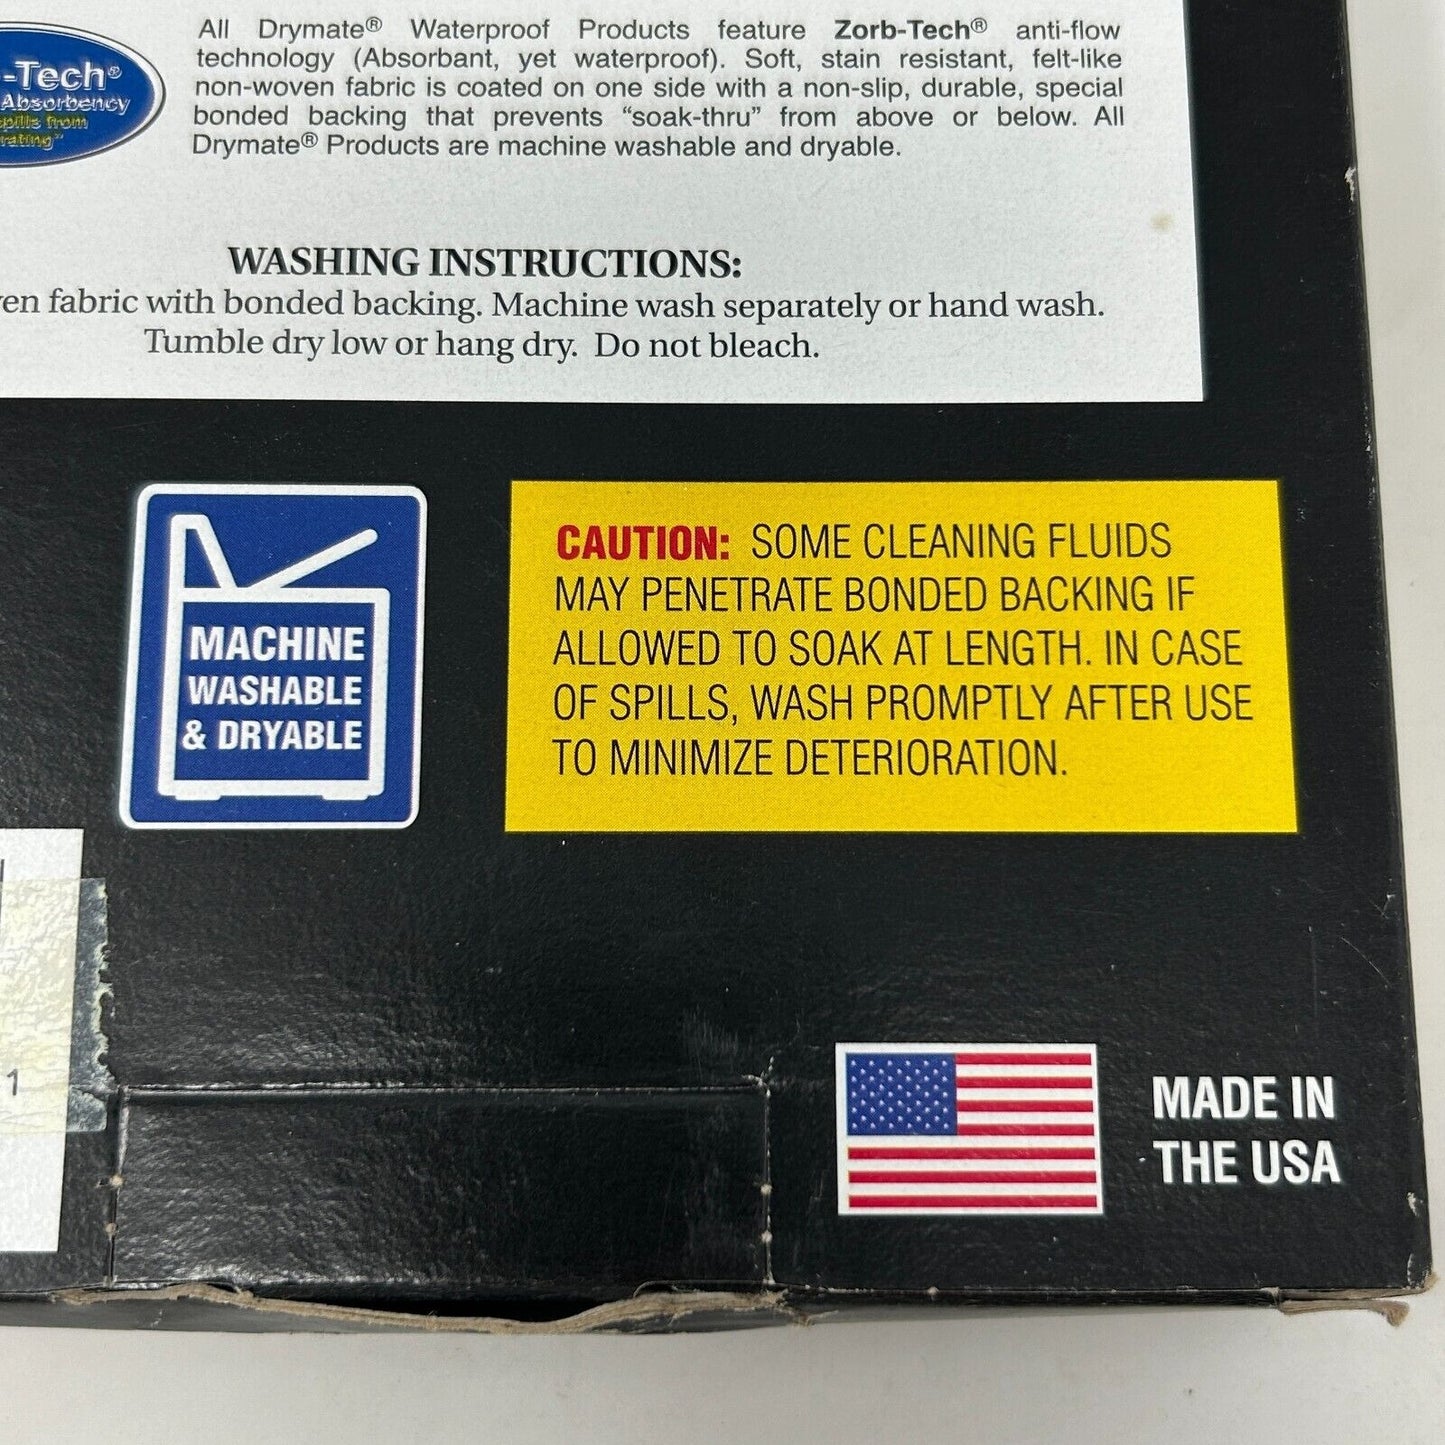 All Drymate® Waterproof Products feature Zorb-Tech® anti-flow
technology (Absorbant, yet waterproof). Soft, stain resistant, felt-like
non-woven fabric is coated on one side with a non-slip, durable, special
bonded backing that prevents “soak-thru” from above or below. All
Drymate® Products are machine washable and dryable.
-Tech®
Absorbency
spills from
rating"
WASHING INSTRUCTIONS:
en fabric with bonded backing. Machine wash separately or hand wash.
Tumble dry low or hang dry. Do not bleach.
MACHINE
WASHABLE
& DRYABLE
CAUTION: SOME CLEANING FLUIDS
MAY PENETRATE BONDED BACKING IF
ALLOWED TO SOAK AT LENGTH. IN CASE
OF SPILLS, WASH PROMPTLY AFTER USE
TO MINIMIZE DETERIORATION.
1
MADE IN
THE USA